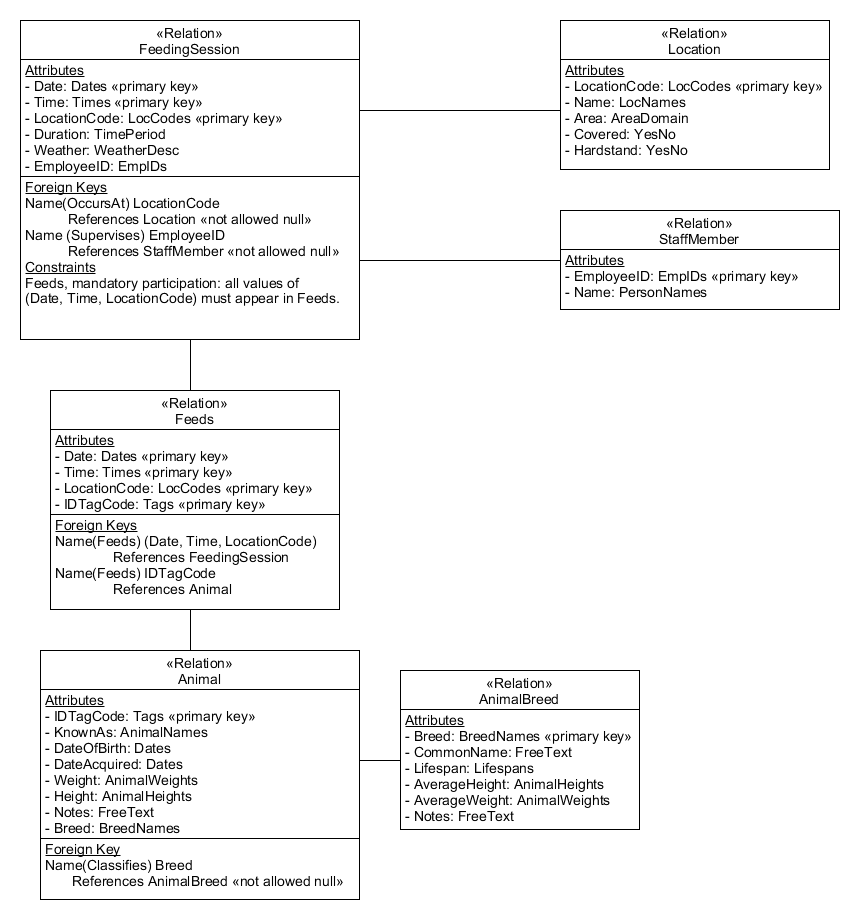 «Relation»
FeedingSession
Attributes
- Date: Dates «primary key»
- Time: Times «primary key»
- LocationCode: LocCodes «primary key»
- Duration: TimePeriod
- Weather: WeatherDesc
- EmployeeID: EmpIDs
Foreign Keys
Name(OccursAt) LocationCode
References Location «not allowed null»
Name (Supervises) EmployeeID
References StaffMember «not allowed null»
Constraints
Feeds, mandatory participation: all values of
(Date, Time, LocationCode) must appear in Feeds.
«Relation»
Location
Attributes
- LocationCode: LocCodes «primary key»
- Name: LocNames
- Area: AreaDomain
- Covered: YesNo
- Hardstand: YesNo
«Relation»
StaffMember
Attributes
- EmployeeID: EmpIDs «primary key»
- Name: PersonNames
«Relation»
Feeds
Attributes
- Date: Dates «primary key»
- Time: Times «primary key»
- LocationCode: LocCodes «primary key»
- IDTagCode: Tags «primary key»
Foreign Keys
Name(Feeds) (Date, Time, LocationCode)
References FeedingSession
Name(Feeds) IDTagCode
References Animal
«Relation»
Animal
Attributes
- IDTagCode: Tags «primary key»
- KnownAs: AnimalNames
- DateOfBirth: Dates
- DateAcquired: Dates
- Weight: AnimalWeights
- Height: AnimalHeights
- Notes: FreeText
- Breed: BreedNames
Foreign Key
Name(Classifies) Breed
References AnimalBreed «not allowed null»
«Relation»
AnimalBreed
Attributes
- Breed: BreedNames «primary key»
- CommonName: FreeText
- Lifespan: Lifespans
- AverageHeight: AnimalHeights
- AverageWeight: AnimalWeights
- Notes: FreeText